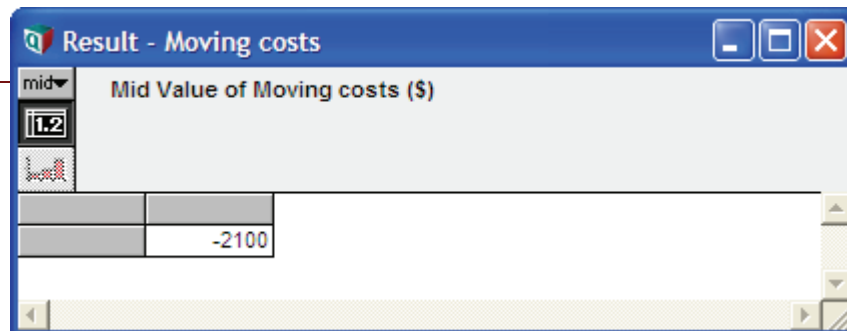 Result - Moving costs
mid
Mid Value of Moving costs ($)
1.2
-2100